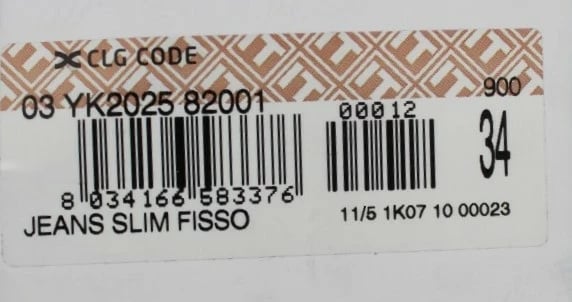 CLG CODE
03 YK2025 82001
900
00012
34
8 034166 583376
JEANS SLIM FISSO
11/5 1K07 10 00023